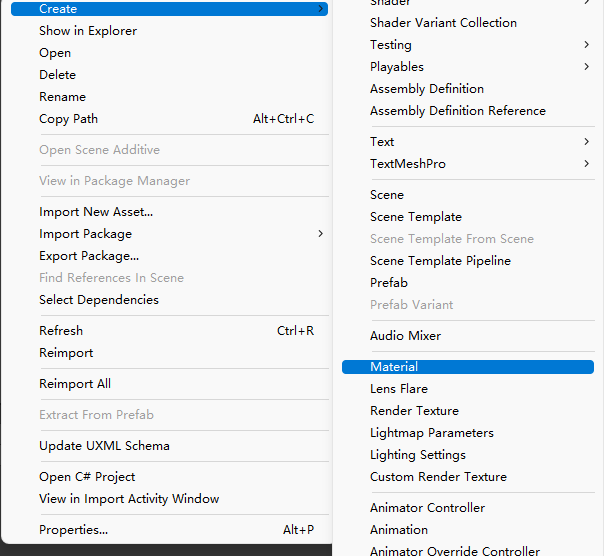 Create
Show in Explorer
Open
Delete
Rename
Copy Path Alt+Ctrl+C
Open Scene Additive
View in Package Manager
Import New Asset...
Import Package
Export Package...
Find References In Scene
Select Dependencies
Refresh Ctrl+R
Reimport
Reimport All
Extract From Prefab
Update UXML Schema
Open C# Project
View in Import Activity Window
Properties... Alt+P
Shader
Shader Variant Collection
Testing
Playables
Assembly Definition
Assembly Definition Reference
Text
TextMeshPro
Scene
Scene Template
Scene Template From Scene
Scene Template Pipeline
Prefab
Prefab Variant
Audio Mixer
Material
Lens Flare
Render Texture
Lightmap Parameters
Lighting Settings
Custom Render Texture
Animator Controller
Animation
Animator Override Controller